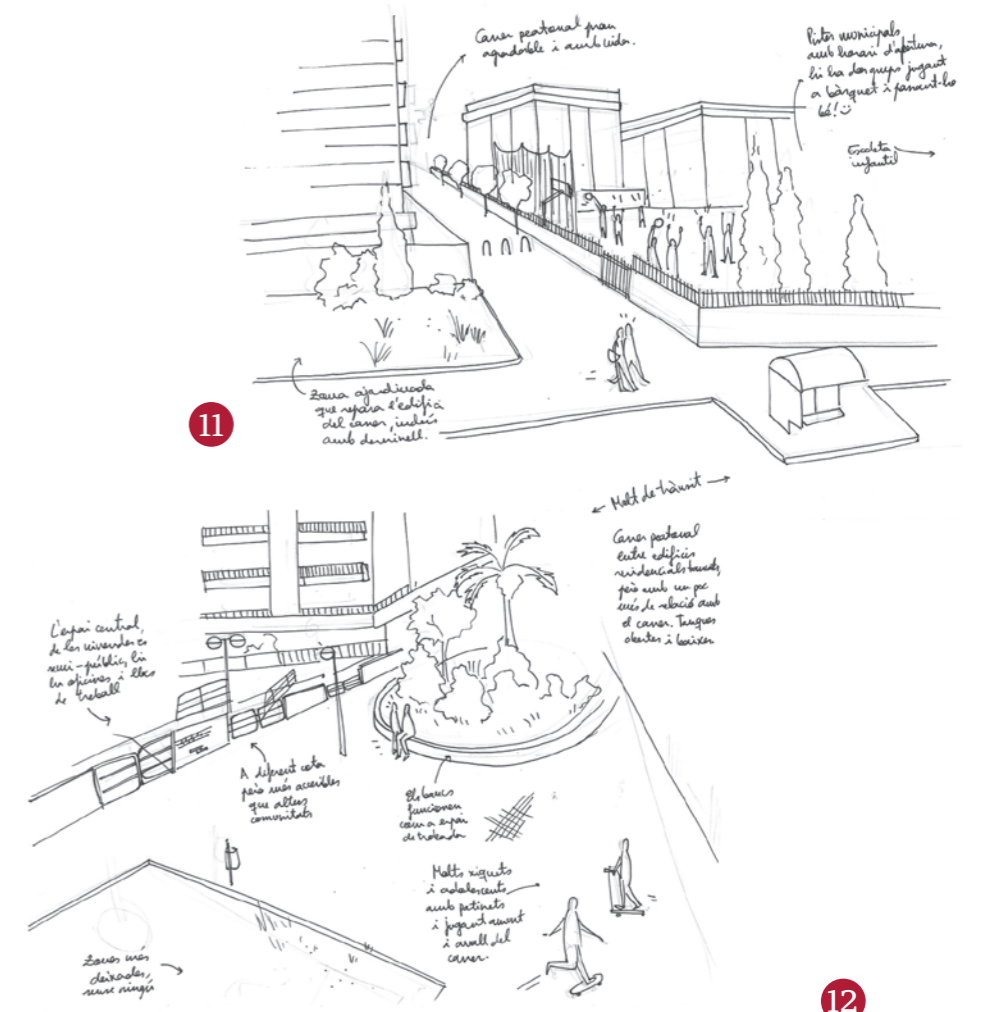 Carrer peatonal gran
agradable i amb vida.
Pistes municipals
amb horari d'apertura,
hi ha dos grups jugant
a bàsquet i passant-ho
bé! :)
Escoleta
infantil
Zona ajardinada
que separa l'edifici
del carrer, inclús
amb desnivell.
11
← Molt de trànsit →
Carrer peatonal
entre edificis
residencials tancats,
però amb un poc
més de relació amb
el carrer. Tanques
obertes i baixes
L'espai central,
de les vivendes es
semi-públic, hi
ha oficines i llocs
de treball
A diferent cota
però més accesibles
que altres
comunitats
Els bancs
funcionen
com a espai
de trobada
Molts xiquets
i adolescents
amb patinets
i jugant amunt
i avall del
carrer.
Zones més
deixades,
sense ningú
12